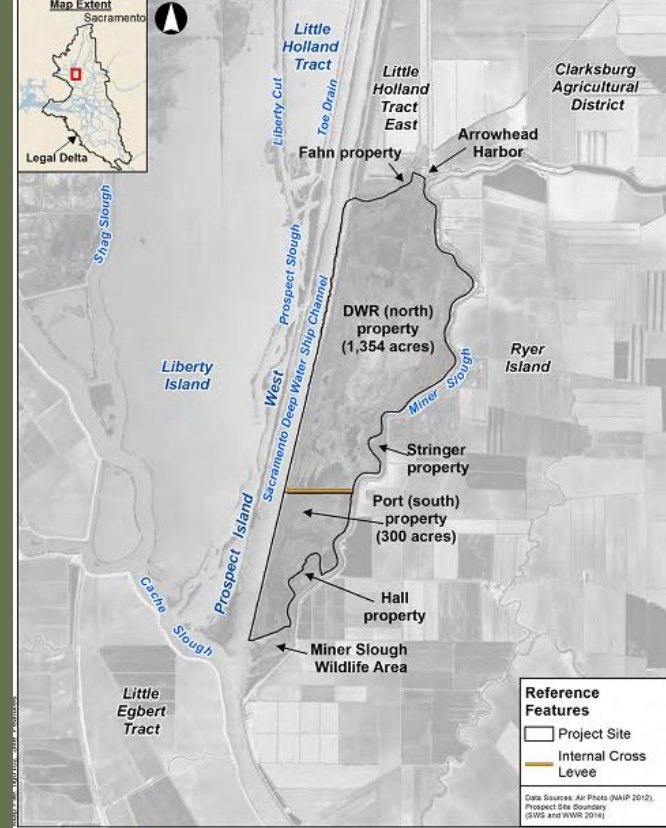 Map Extent
Sacramento
Legal Delta
Little
Holland
Tract
Liberty Cut
Toe Drain
Little
Holland
Tract
East
Clarksburg
Agricultural
District
Fahn property
Arrowhead
Harbor
Shag Slough
Prospect Slough
Sacramento Deep Water Ship Channel
DWR (north)
property
(1,354 acres)
Liberty
Island
West
Prospect Island
Miner Slough
Ryer
Island
Stringer
property
Port (south)
property
(300 acres)
Hall
property
Cache Slough
Miner Slough
Wildlife Area
Little
Egbert
Tract
Reference
Features
Project Site
Internal Cross
Levee
Data Sources: Air Photo (NAIP 2012),
Prospect Site Boundary
(SWS and WWR 2014)